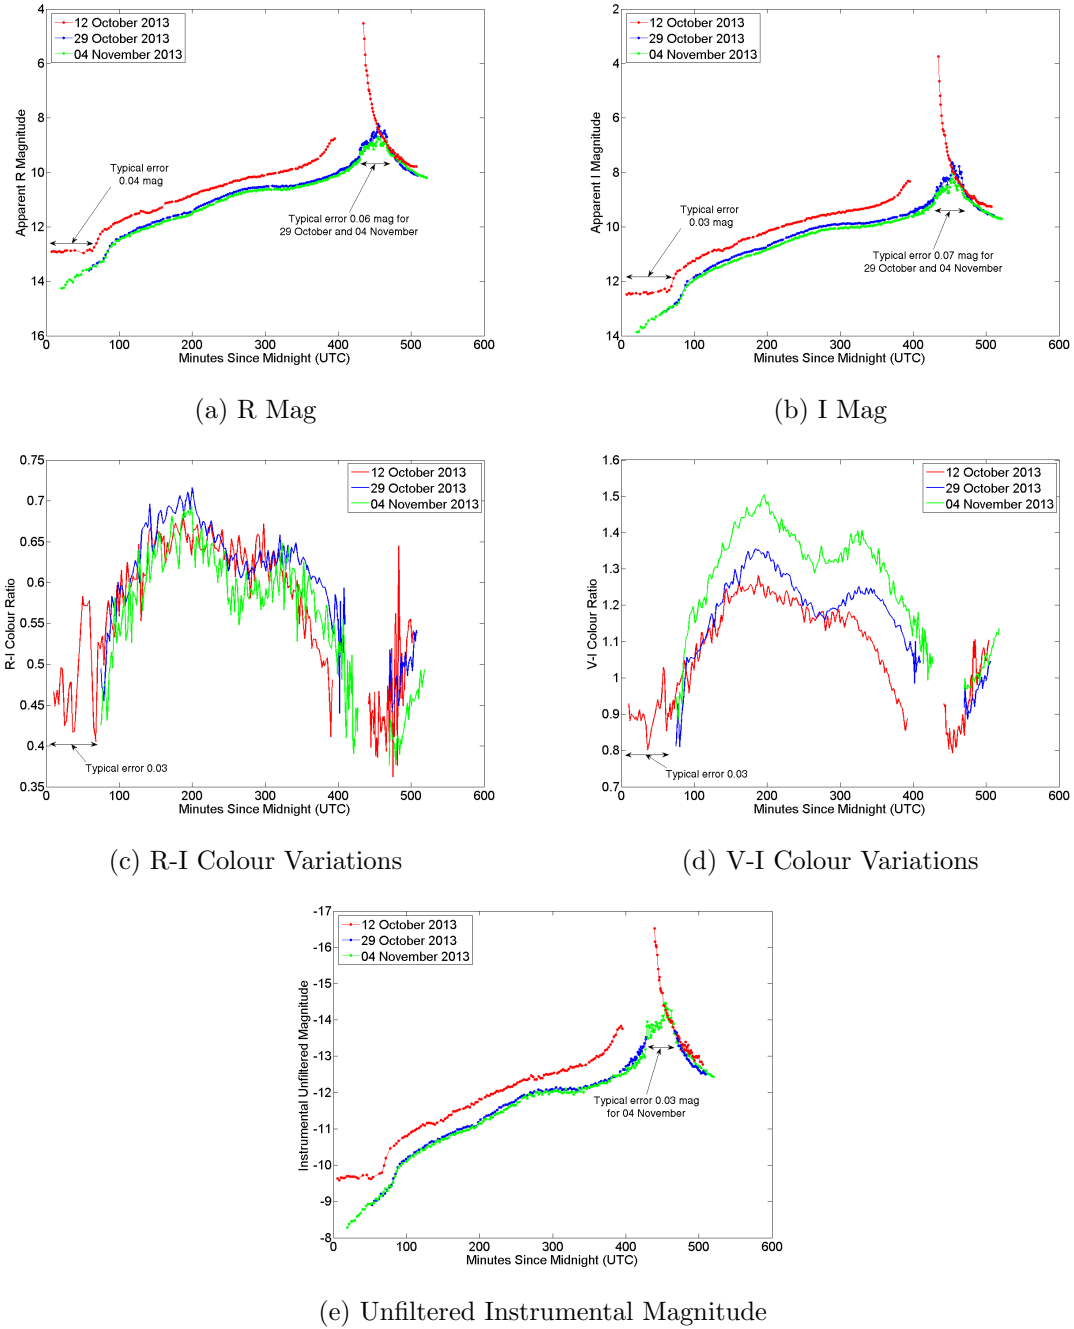 12 October 2013
29 October 2013
04 November 2013
4
6
8
10
12
14
16
Apparent R Magnitude
Typical error
0.04 mag
Typical error 0.06 mag for
29 October and 04 November
0 100 200 300 400 500 600
Minutes Since Midnight (UTC)
(a) R Mag
12 October 2013
29 October 2013
04 November 2013
2
4
6
8
10
12
14
Apparent I Magnitude
Typical error
0.03 mag
Typical error 0.07 mag for
29 October and 04 November
0 100 200 300 400 500 600
Minutes Since Midnight (UTC)
(b) I Mag
12 October 2013
29 October 2013
04 November 2013
0.75
0.7
0.65
0.6
0.55
0.5
0.45
0.4
0.35
R-I Colour Ratio
Typical error 0.03
0 100 200 300 400 500 600
Minutes Since Midnight (UTC)
(c) R-I Colour Variations
12 October 2013
29 October 2013
04 November 2013
1.6
1.5
1.4
1.3
1.2
1.1
1
0.9
0.8
0.7
V-I Colour Ratio
Typical error 0.03
0 100 200 300 400 500 600
Minutes Since Midnight (UTC)
(d) V-I Colour Variations
12 October 2013
29 October 2013
04 November 2013
-17
-16
-15
-14
-13
-12
-11
-10
-9
-8
Instrumental Unfiltered Magnitude
Typical error 0.03 mag
for 04 November
0 100 200 300 400 500 600
Minutes Since Midnight (UTC)
(e) Unfiltered Instrumental Magnitude